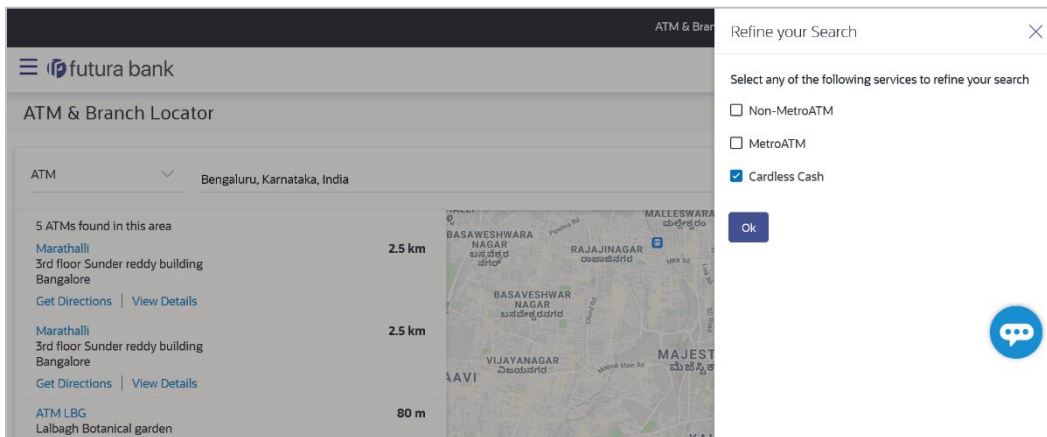 ATM & Bran
Refine your Search
futura bank
Select any of the following services to refine your search
ATM & Branch Locator
Non-MetroATM
MetroATM
Cardless Cash
Ok
ATM
Bengaluru, Karnataka, India
5 ATMs found in this area
Marathalli
2.5 km
3rd floor Sunder reddy building
Bangalore
Get Directions | View Details
Marathalli
2.5 km
3rd floor Sunder reddy building
Bangalore
Get Directions | View Details
ATM LBG
80 m
Lalbagh Botanical garden
MALLESWARA
BASAWESHWARA
NAGAR
RAJAJINAGAR
BASAVESHWAR
NAGAR
VIJAYANAGAR
ವಿಜಯನಗರ
MAJEST
AAVI